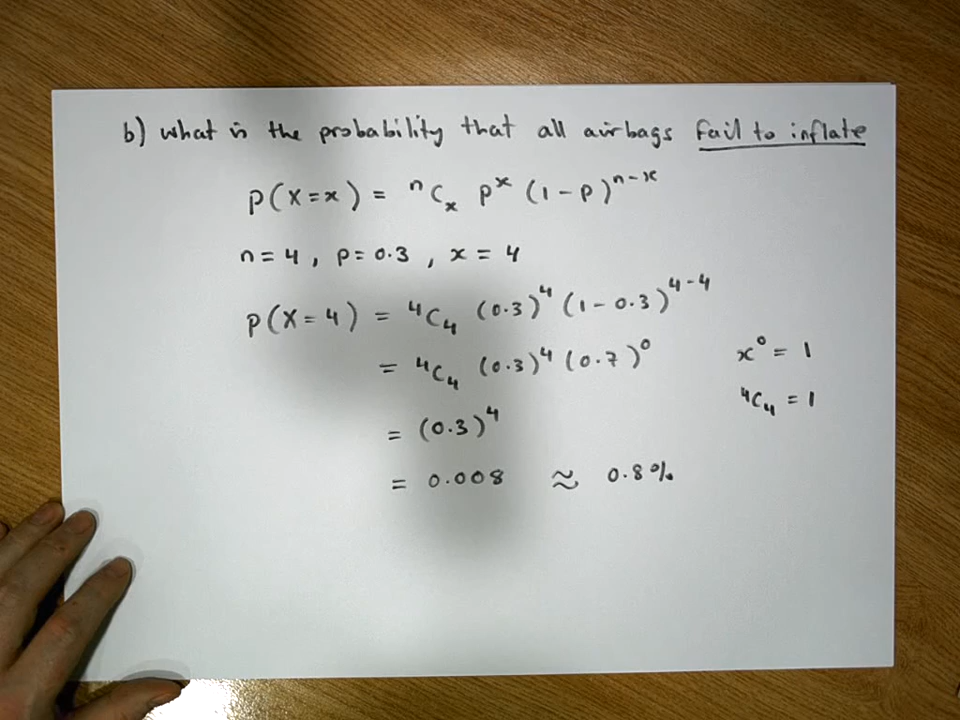 b) what is the probability that all airbags fail to inflate
P(X=x) = ⁿCₓ pˣ (1-p)ⁿ⁻ˣ
n=4, p=0.3, x=4
P(X=4) = ⁴C₄ (0.3)⁴ (1-0.3)⁴⁻⁴
= ⁴C₄ (0.3)⁴ (0.7)⁰
x⁰ = 1
⁴C₄ = 1
= (0.3)⁴
= 0.008 ≈ 0.8%